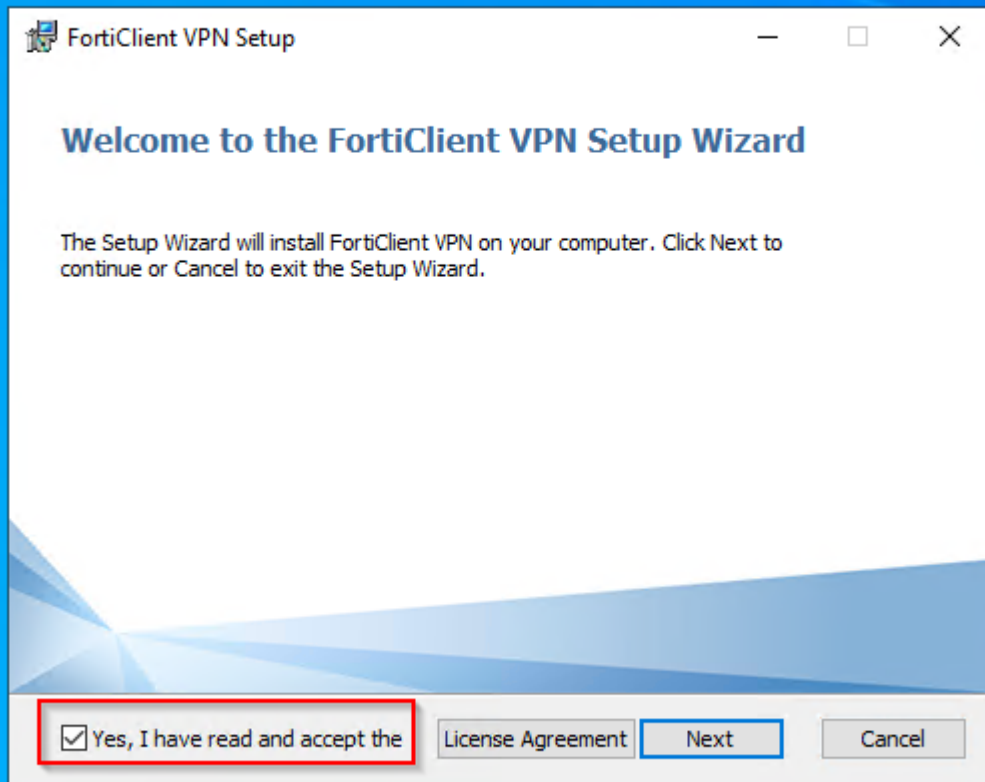 FortiClient VPN Setup
Welcome to the FortiClient VPN Setup Wizard
The Setup Wizard will install FortiClient VPN on your computer. Click Next to
continue or Cancel to exit the Setup Wizard.
Yes, I have read and accept the License Agreement Next Cancel